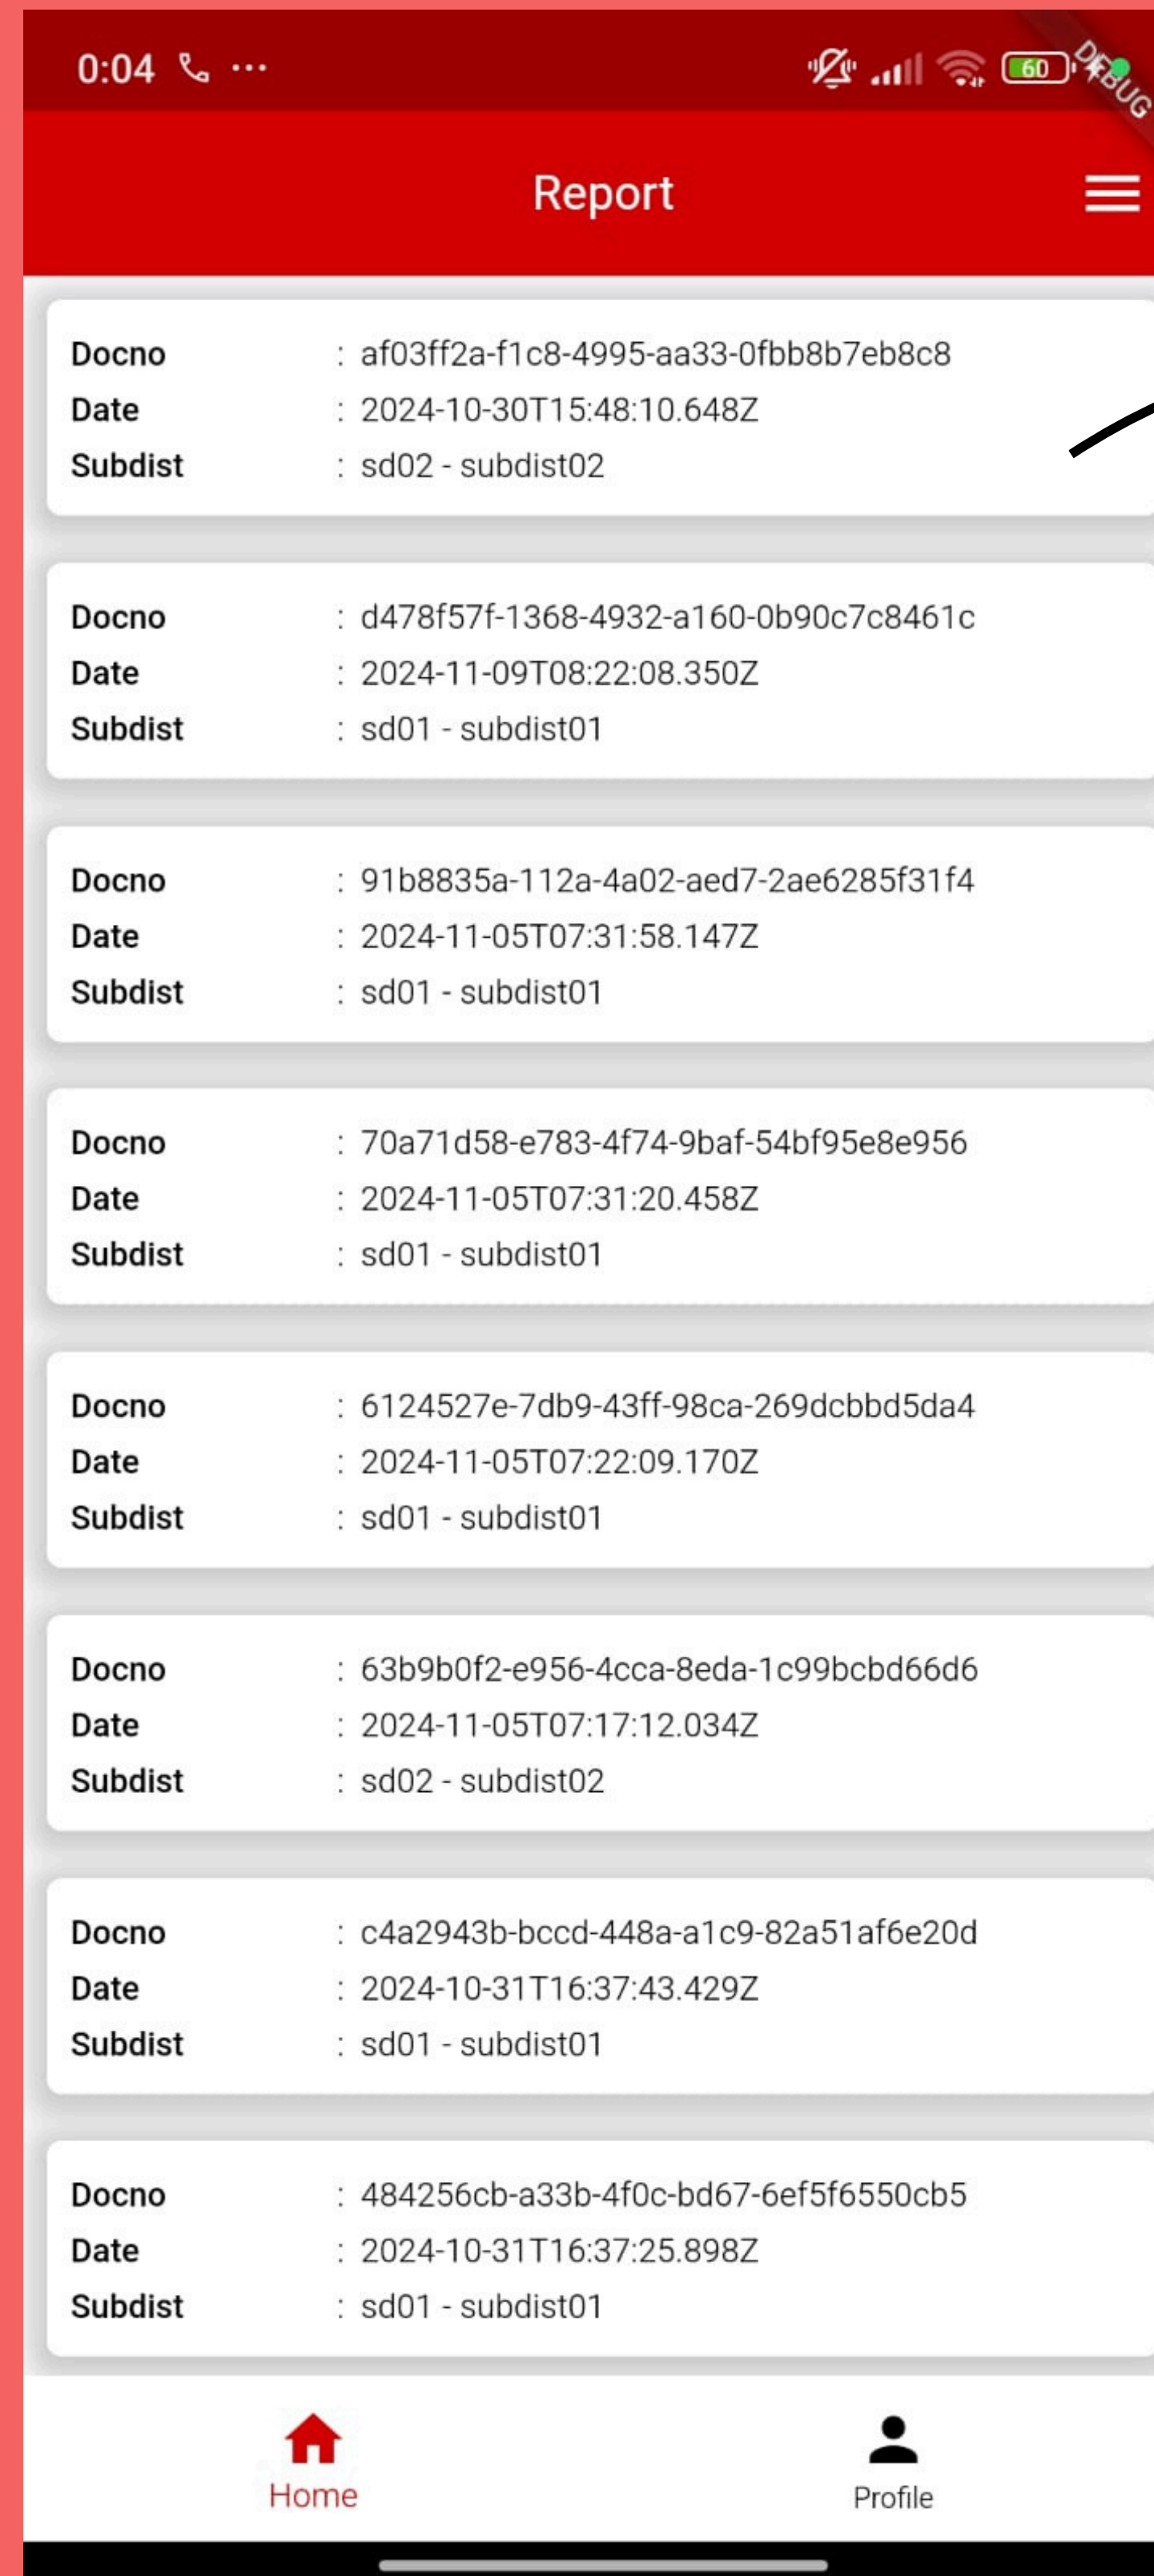 0:04
60
DEBUG
Report
Docno : af03ff2a-f1c8-4995-aa33-0fbb8b7eb8c8
Date : 2024-10-30T15:48:10.648Z
Subdist : sd02 - subdist02
Docno : d478f57f-1368-4932-a160-0b90c7c8461c
Date : 2024-11-09T08:22:08.350Z
Subdist : sd01 - subdist01
Docno : 91b8835a-112a-4a02-aed7-2ae6285f31f4
Date : 2024-11-05T07:31:58.147Z
Subdist : sd01 - subdist01
Docno : 70a71d58-e783-4f74-9baf-54bf95e8e956
Date : 2024-11-05T07:31:20.458Z
Subdist : sd01 - subdist01
Docno : 6124527e-7db9-43ff-98ca-269dcbbd5da4
Date : 2024-11-05T07:22:09.170Z
Subdist : sd01 - subdist01
Docno : 63b9b0f2-e956-4cca-8eda-1c99bcbd66d6
Date : 2024-11-05T07:17:12.034Z
Subdist : sd02 - subdist02
Docno : c4a2943b-bccd-448a-a1c9-82a51af6e20d
Date : 2024-10-31T16:37:43.429Z
Subdist : sd01 - subdist01
Docno : 484256cb-a33b-4f0c-bd67-6ef5f6550cb5
Date : 2024-10-31T16:37:25.898Z
Subdist : sd01 - subdist01
Home
Profile